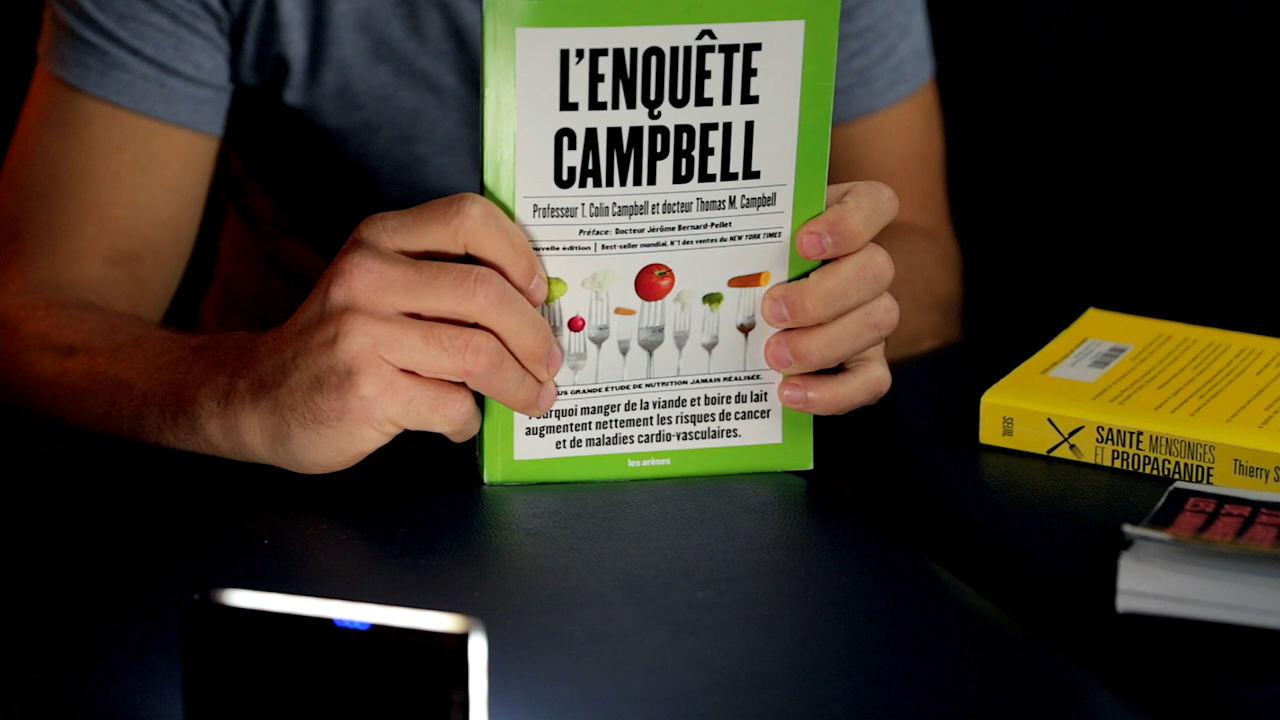 L'ENQUÊTE
CAMPBELL
Professeur T. Colin Campbell et docteur Thomas M. Campbell
Préface: Docteur Jérôme Bernard-Pellet
ouvelle édition | Best-seller mondial, N°1 des ventes du NEW YORK TIMES
US GRANDE ÉTUDE DE NUTRITION JAMAIS RÉALISÉE.
Pourquoi manger de la viande et boire du lait
augmentent nettement les risques de cancer
et de maladies cardio-vasculaires.
les arènes
SEUIL
SANTÉ, MENSONGES
ET PROPAGANDE
Thierry S